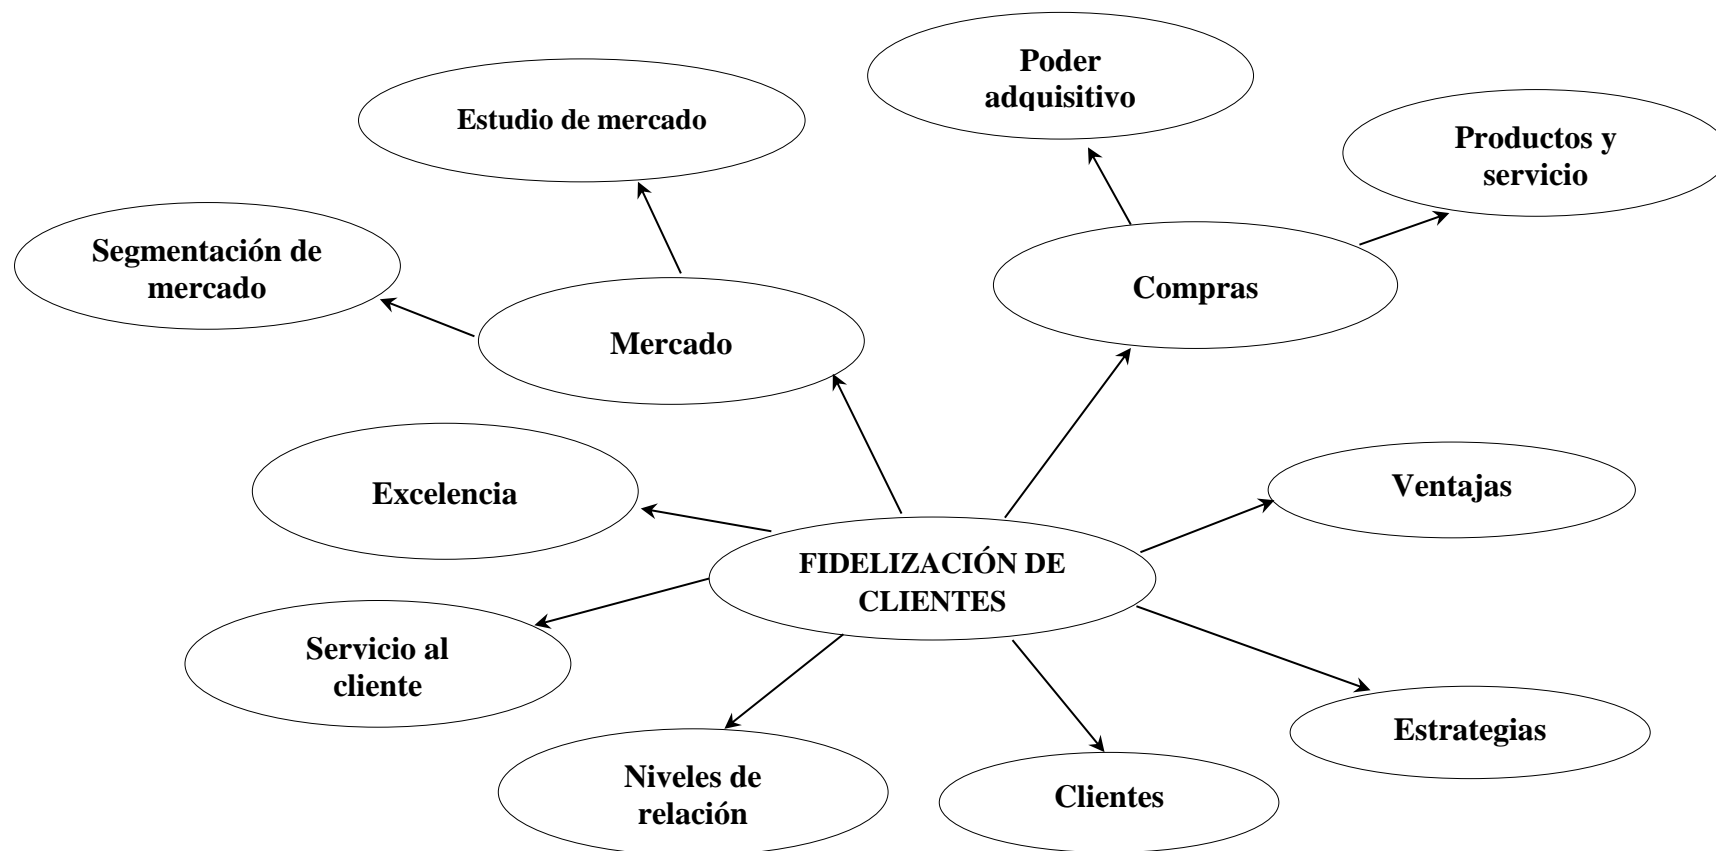 Poder
adquisitivo
Estudio de mercado
Productos y
servicio
Segmentación de
mercado
Compras
Mercado
Excelencia
Ventajas
FIDELIZACIÓN DE
CLIENTES
Servicio al
cliente
Estrategias
Niveles de
relación
Clientes